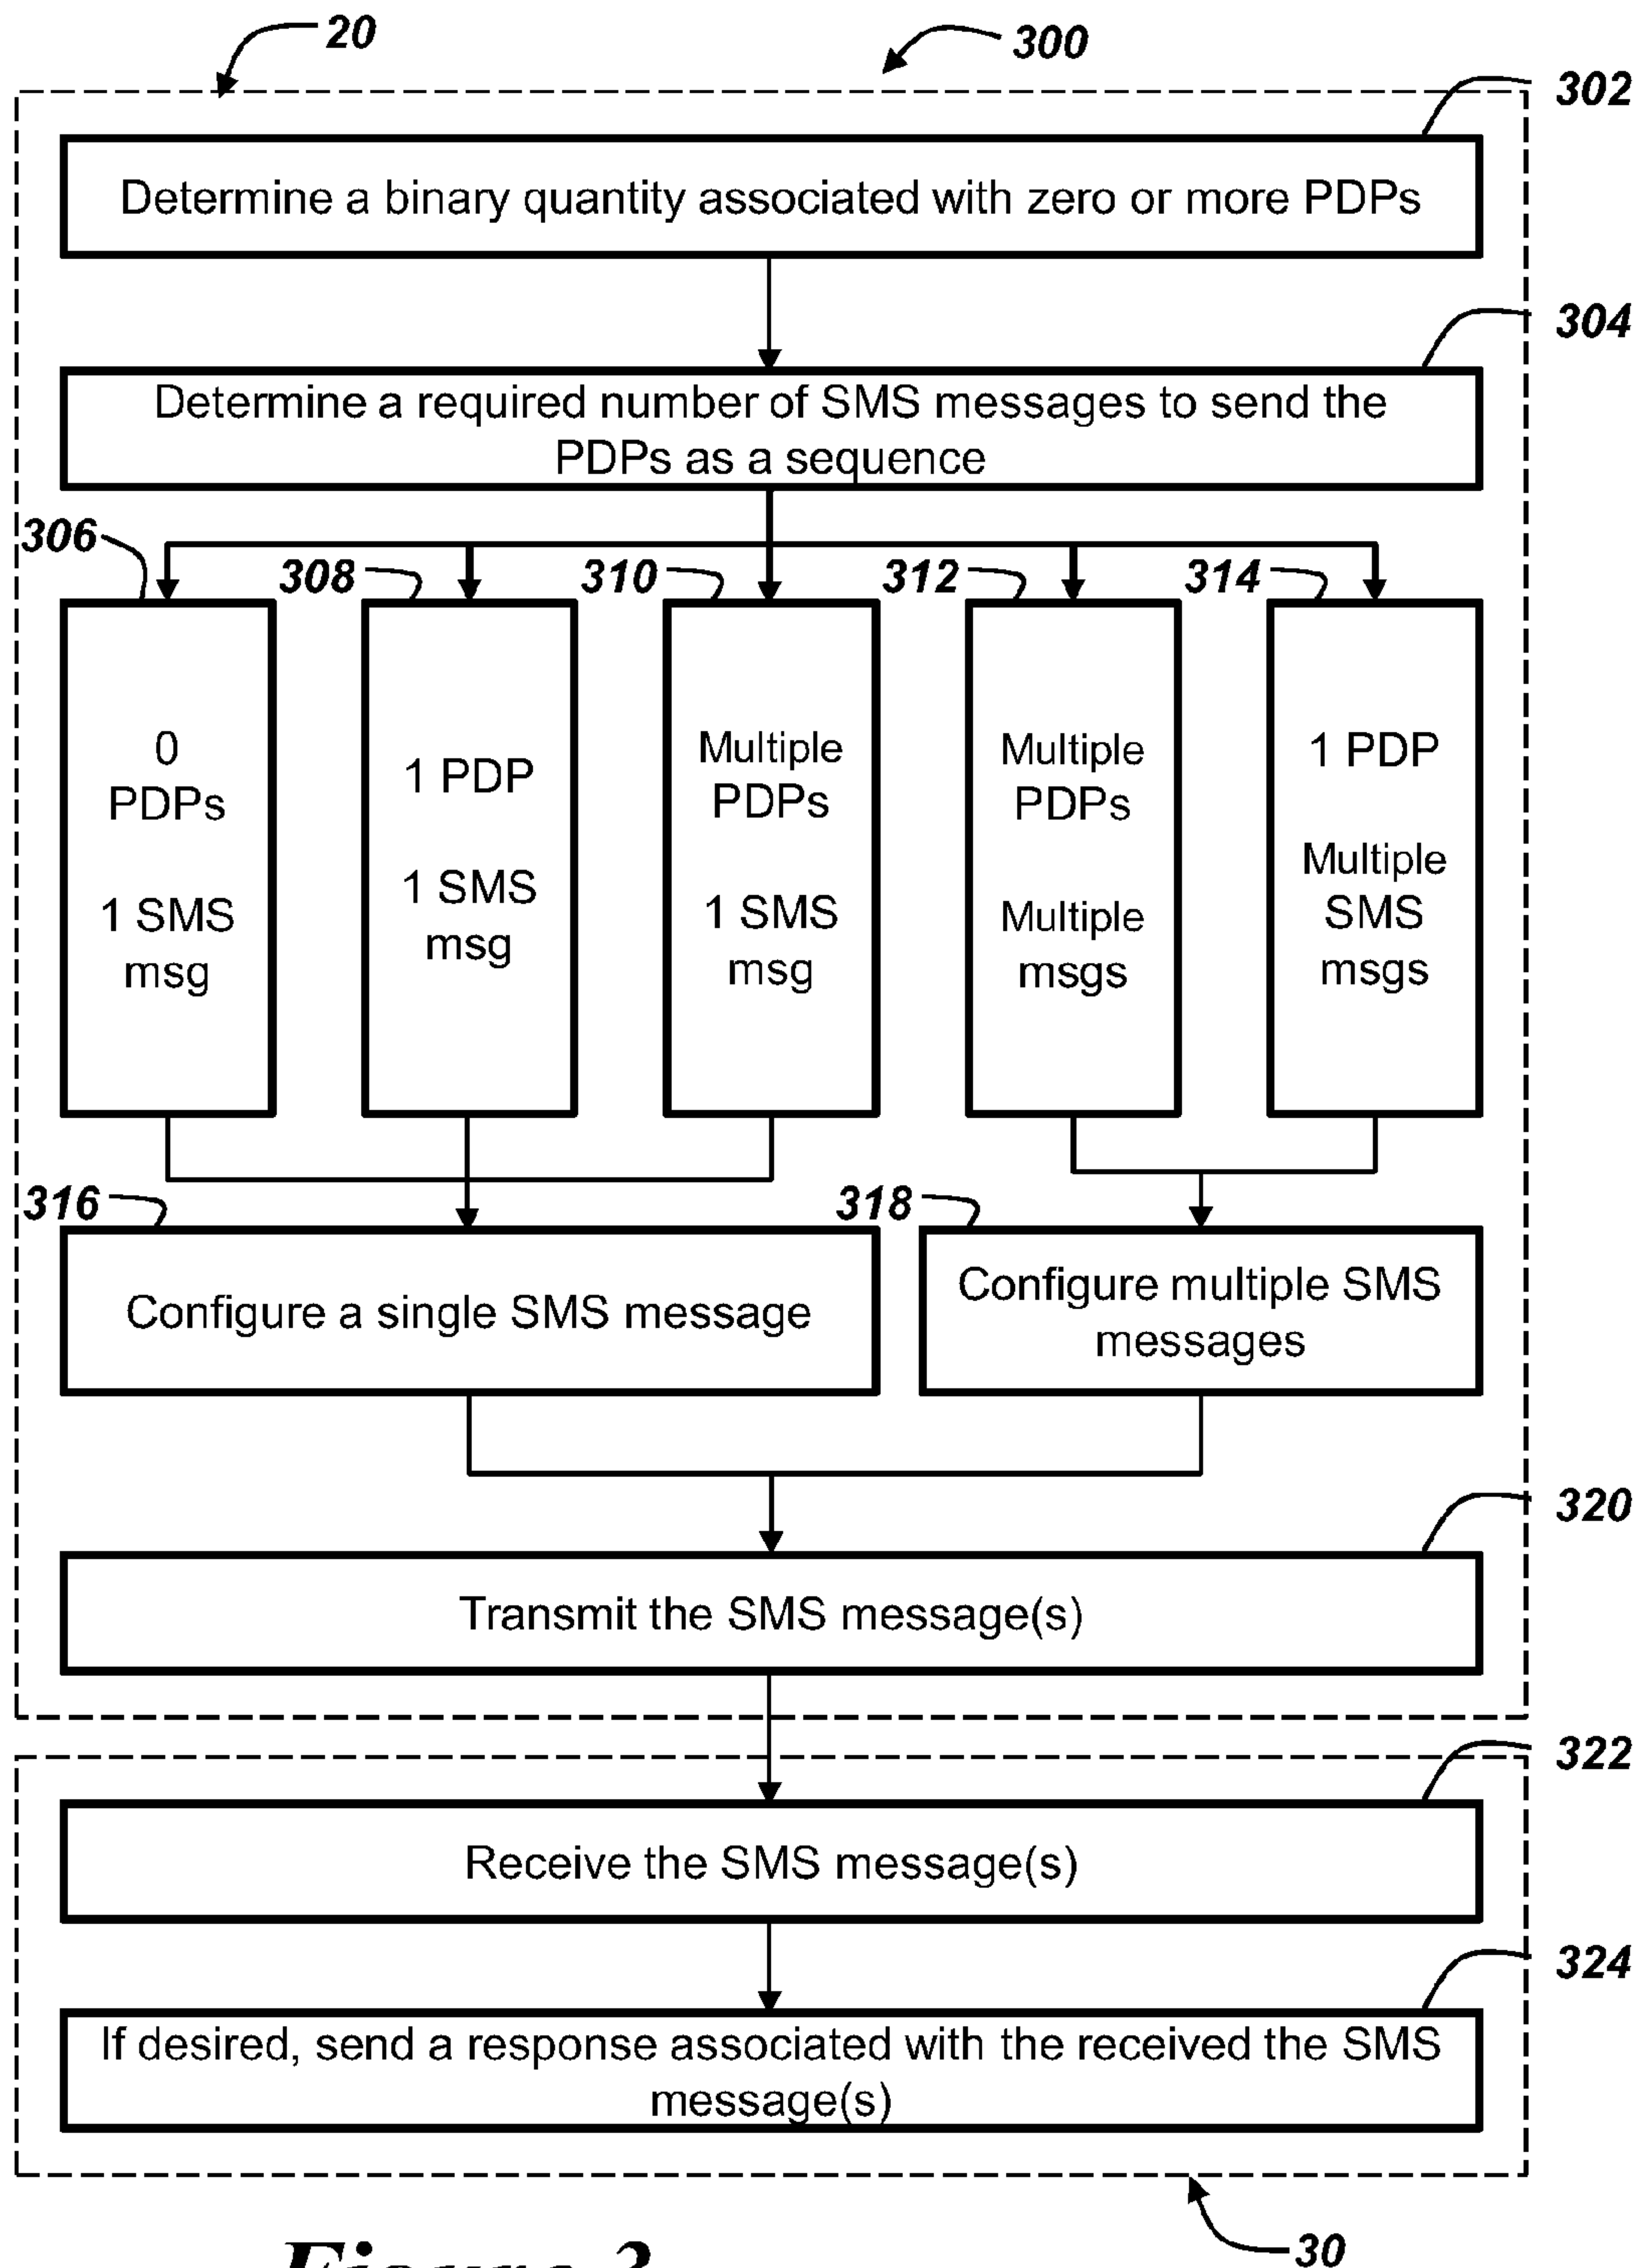 20
300
302
Determine a binary quantity associated with zero or more PDPs
304
Determine a required number of SMS messages to send the
PDPs as a sequence
306
308
310
312
314
0
PDPs
1 SMS
msg
1 PDP
1 SMS
msg
Multiple
PDPs
1 SMS
msg
Multiple
PDPs
Multiple
msgs
1 PDP
Multiple
SMS
msgs
316
318
Configure a single SMS message
Configure multiple SMS
messages
320
Transmit the SMS message(s)
322
Receive the SMS message(s)
324
If desired, send a response associated with the received the SMS
message(s)
30
Figure 3